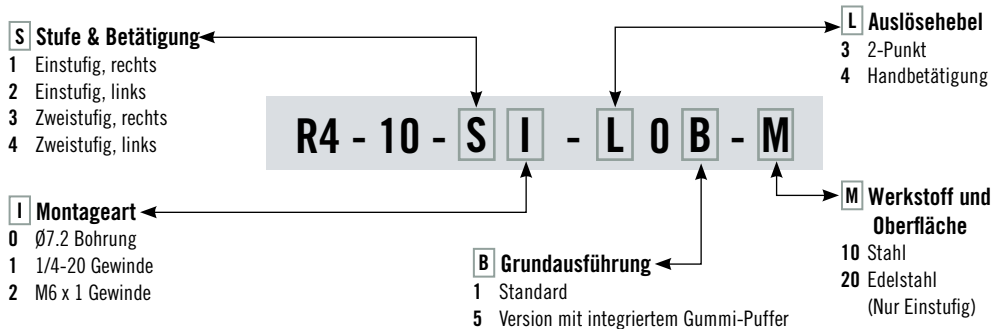 S Stufe & Betätigung
1 Einstufig, rechts
2 Einstufig, links
3 Zweistufig, rechts
4 Zweistufig, links
L Auslösehebel
3 2-Punkt
4 Handbetätigung
R4 - 10 - S I - L 0 B - M
I Montageart
0 Ø7.2 Bohrung
1 1/4-20 Gewinde
2 M6 x 1 Gewinde
B Grundausführung
1 Standard
5 Version mit integriertem Gummi-Puffer
M Werkstoff und
Oberfläche
10 Stahl
20 Edelstahl
(Nur Einstufig)